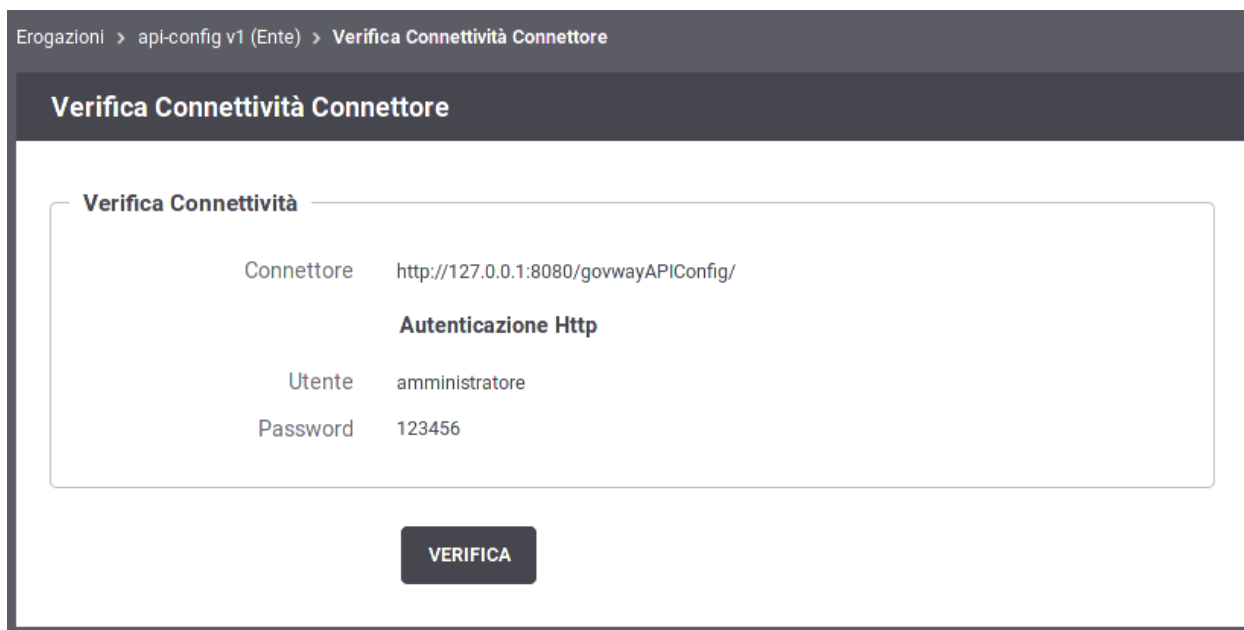 Erogazioni > api-config v1 (Ente) > Verifica Connettività Connettore
Verifica Connettività Connettore
Verifica Connettività
Connettore http://127.0.0.1:8080/govwayAPIConfig/
Autenticazione Http
Utente amministratore
Password 123456
VERIFICA